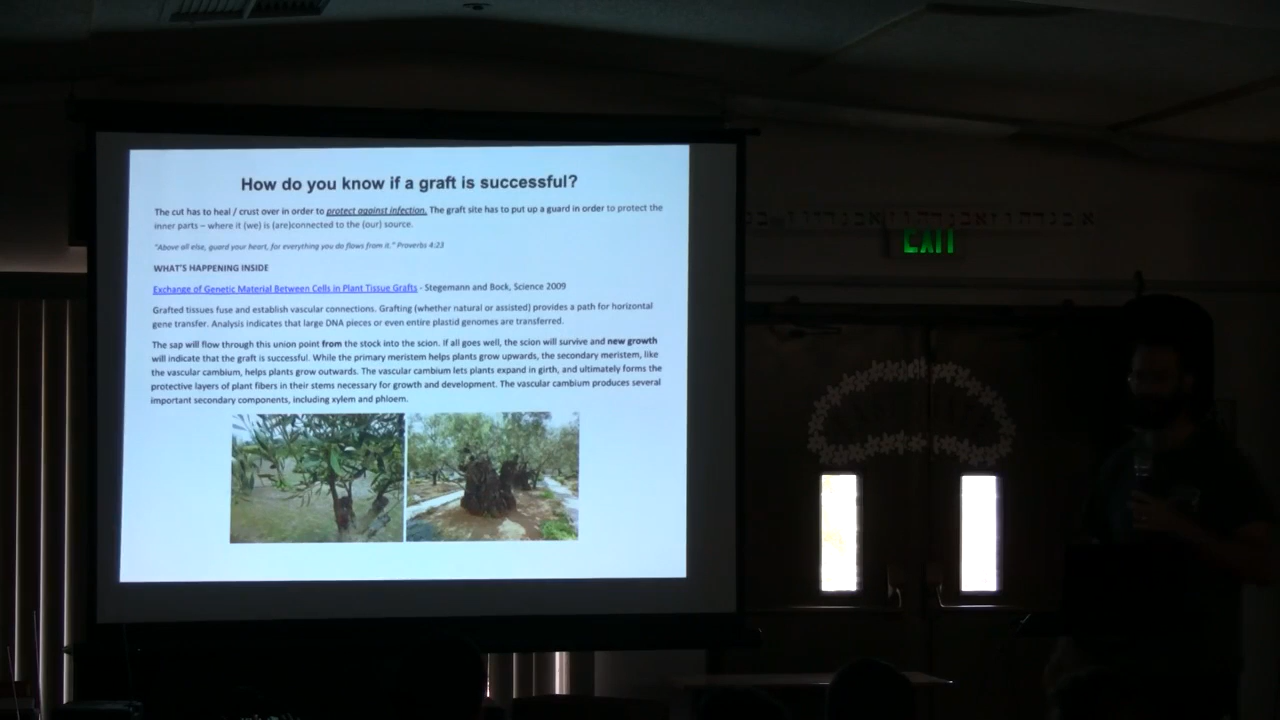 How do you know if a graft is successful?
The cut has to heal / crust over in order to protect against infection. The graft site has to put up a guard in order to protect the
inner parts – where it (we) is (are)connected to the (our) source.
"Above all else, guard your heart, for everything you do flows from it." Proverbs 4:23
WHAT'S HAPPENING INSIDE
Exchange of Genetic Material Between Cells in Plant Tissue Grafts - Stegemann and Bock, Science 2009
Grafted tissues fuse and establish vascular connections. Grafting (whether natural or assisted) provides a path for horizontal
gene transfer. Analysis indicates that large DNA pieces or even entire plastid genomes are transferred.
The sap will flow through this union point from the stock into the scion. If all goes well, the scion will survive and new growth
will indicate that the graft is successful. While the primary meristem helps plants grow upwards, the secondary meristem, like
the vascular cambium, helps plants grow outwards. The vascular cambium lets plants expand in girth, and ultimately forms the
protective layers of plant fibers in their stems necessary for growth and development. The vascular cambium produces several
important secondary components, including xylem and phloem.
EXIT